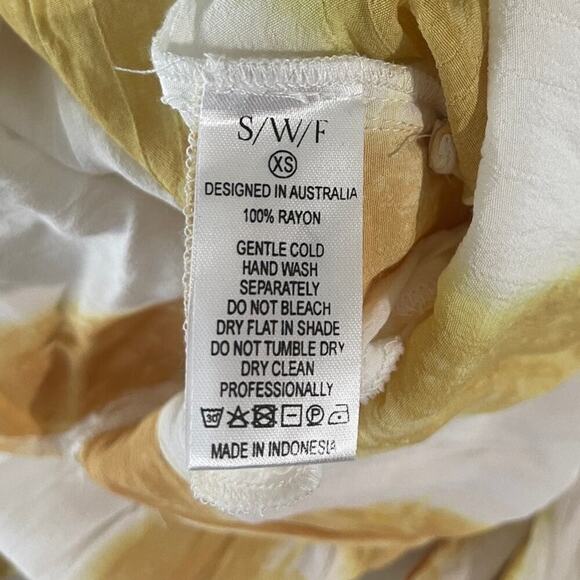 S/W/F
XS
DESIGNED IN AUSTRALIA
100% RAYON
GENTLE COLD
HAND WASH
SEPARATELY
DO NOT BLEACH
DRY FLAT IN SHADE
DO NOT TUMBLE DRY
DRY CLEAN
PROFESSIONALLY
30 P
MADE IN INDONESIA